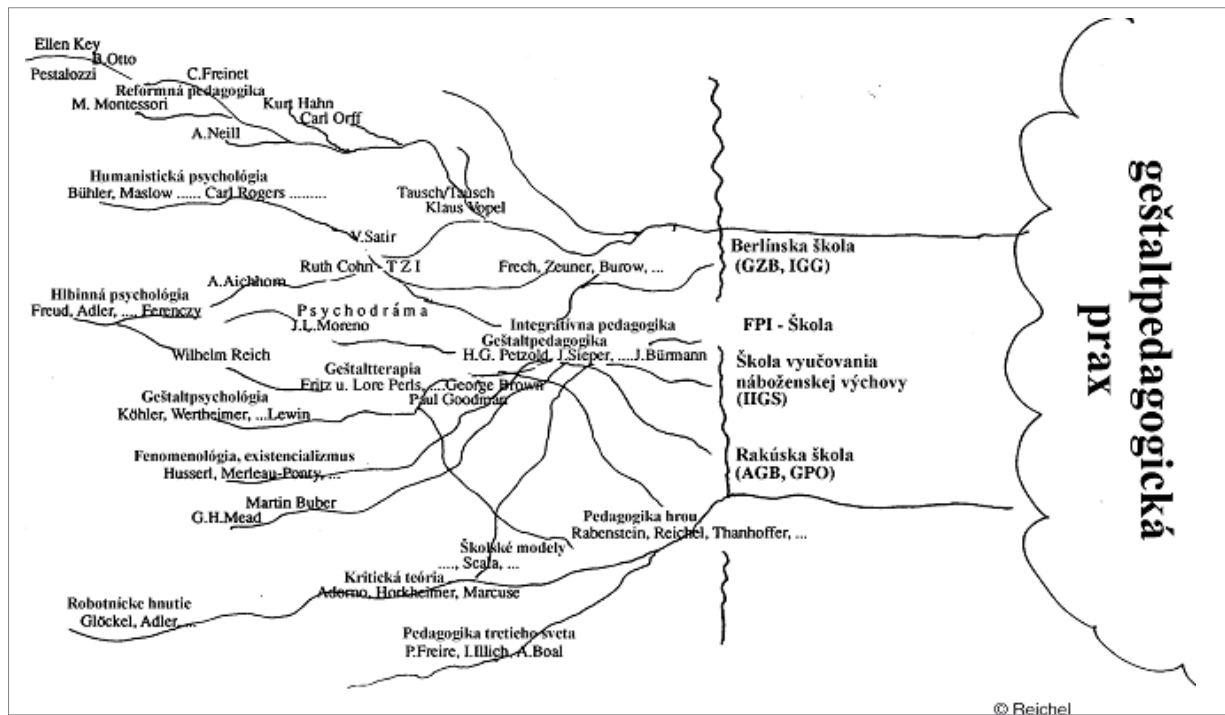 Ellen Key
B.Otto
Pestalozzi
C.Freinet
Reformná pedagogika
M. Montessori
Kurt Hahn
Carl Orff
A.Neill
Humanistická psychológia
Bühler, Maslow ...... Carl Rogers .........
Tausch/Tausch
Klaus Vopel
V.Satir
Ruth Cohn - T Z I
A.Aichhorn
Frech, Zeuner, Burow, ...
Berlínska škola
(GZB, IGG)
Hlbinná psychológia
Freud, Adler, .... Ferenczy
Psychodráma
J.L.Moreno
Integratívna pedagogika
Geštaltpedagogika
H.G. Petzold, J.Sieper, ....J.Bürmann
FPI - Škola
Wilhelm Reich
Geštaltterapia
Fritz u. Lore Perls, ....George Brown
Paul Goodman
Škola vyučovania
náboženskej výchovy
(IIGS)
Geštaltpsychológia
Köhler, Wertheimer, ...Lewin
Fenomenológia, existencializmus
Husserl, Merleau-Ponty, ...
Rakúska škola
(AGB, GPO)
Martin Buber
G.H.Mead
Pedagogika hrou
Rabenstein, Reichel, Thanhoffer, ...
Školské modely
...., Scala, ...
Kritická teória
Adorno, Horkheimer, Marcuse
Robotnícke hnutie
Glöckel, Adler, ...
Pedagogika tretieho sveta
P.Freire, I.Illich, A.Boal
geštaltpedagogická
prax
© Reichel